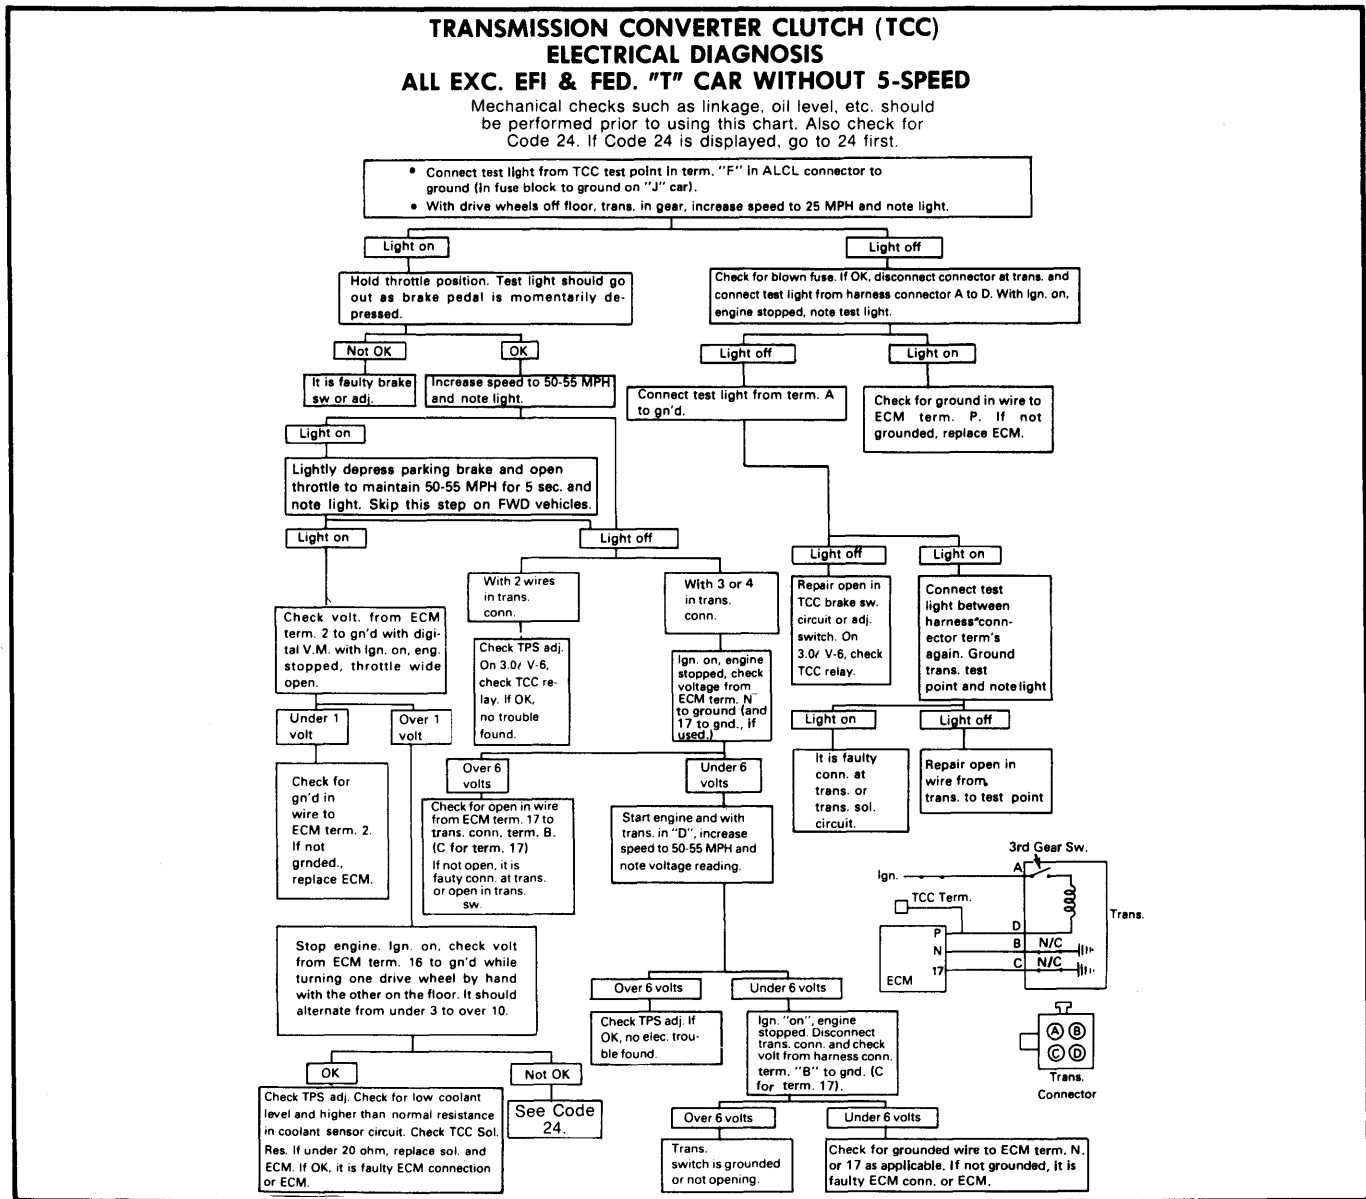 TRANSMISSION CONVERTER CLUTCH (TCC)
ELECTRICAL DIAGNOSIS
ALL EXC. EFI & FED. "T" CAR WITHOUT 5-SPEED
Mechanical checks such as linkage, oil level, etc. should
be performed prior to using this chart. Also check for
Code 24. If Code 24 is displayed, go to 24 first.
• Connect test light from TCC test point in term. "F" in ALCL connector to
ground (in fuse block to ground on "J" car).
• With drive wheels off floor, trans. in gear, increase speed to 25 MPH and note light.
Light on
Light off
Hold throttle position. Test light should go
out as brake pedal is momentarily de-
pressed.
Check for blown fuse. If OK, disconnect connector at trans. and
connect test light from harness connector A to D. With Ign. on,
engine stopped, note test light.
Not OK
OK
Light off
Light on
It is faulty brake
sw or adj.
Increase speed to 50-55 MPH
and note light.
Connect test light from term. A
to gn'd.
Check for ground in wire to
ECM term. P. If not
grounded, replace ECM.
Light on
Lightly depress parking brake and open
throttle to maintain 50-55 MPH for 5 sec. and
note light. Skip this step on FWD vehicles.
Light on
Light off
Light off
Light on
With 2 wires
in trans.
conn.
With 3 or 4
in trans.
conn.
Repair open in
TCC brake sw.
circuit or adj.
switch. On
3.0ℓ V-6, check
TCC relay.
Connect test
light between
harness conn-
ector term's
again. Ground
trans. test
point and note light
Check volt. from ECM
term. 2 to gn'd with digi-
tal V.M. with Ign. on, eng.
stopped, throttle wide
open.
Check TPS adj.
On 3.0ℓ V-6,
check TCC re-
lay. If OK,
no trouble
found.
Ign. on, engine
stopped, check
voltage from
ECM term. N
to ground (and
17 to gnd., if
used.)
Under 1
volt
Over 1
volt
Light on
Light off
Over 6
volts
Under 6
volts
It is faulty
conn. at
trans. or
trans. sol.
circuit.
Repair open in
wire from
trans. to test point
Check for
gn'd in
wire to
ECM term. 2.
If not
grnded.,
replace ECM.
Check for open in wire
from ECM term. 17 to
trans. conn. term. B.
(C for term. 17)
If not open, it is
fauty conn. at trans.
or open in trans.
sw.
Start engine and with
trans. in "D", increase
speed to 50-55 MPH and
note voltage reading.
3rd Gear Sw.
Ign.
A
TCC Term.
Trans.
P
D
N
B
N/C
17
C
N/C
ECM
Stop engine. Ign. on, check volt
from ECM term. 16 to gn'd while
turning one drive wheel by hand
with the other on the floor. It should
alternate from under 3 to over 10.
Over 6 volts
Under 6 volts
Check TPS adj. If
OK, no elec. trou-
ble found.
Ign. "on", engine
stopped. Disconnect
trans. conn. and check
volt from harness conn.
term. "B" to gnd. (C
for term. 17).
A B
C D
Trans.
Connector
OK
Not OK
Check TPS adj. Check for low coolant
level and higher than normal resistance
in coolant sensor circuit. Check TCC Sol.
Res. If under 20 ohm, replace sol. and
ECM. If OK, it is faulty ECM connection
or ECM.
See Code
24.
Over 6 volts
Under 6 volts
Trans.
switch is grounded
or not opening.
Check for grounded wire to ECM term. N.
or 17 as applicable. If not grounded, it is
faulty ECM conn. or ECM.